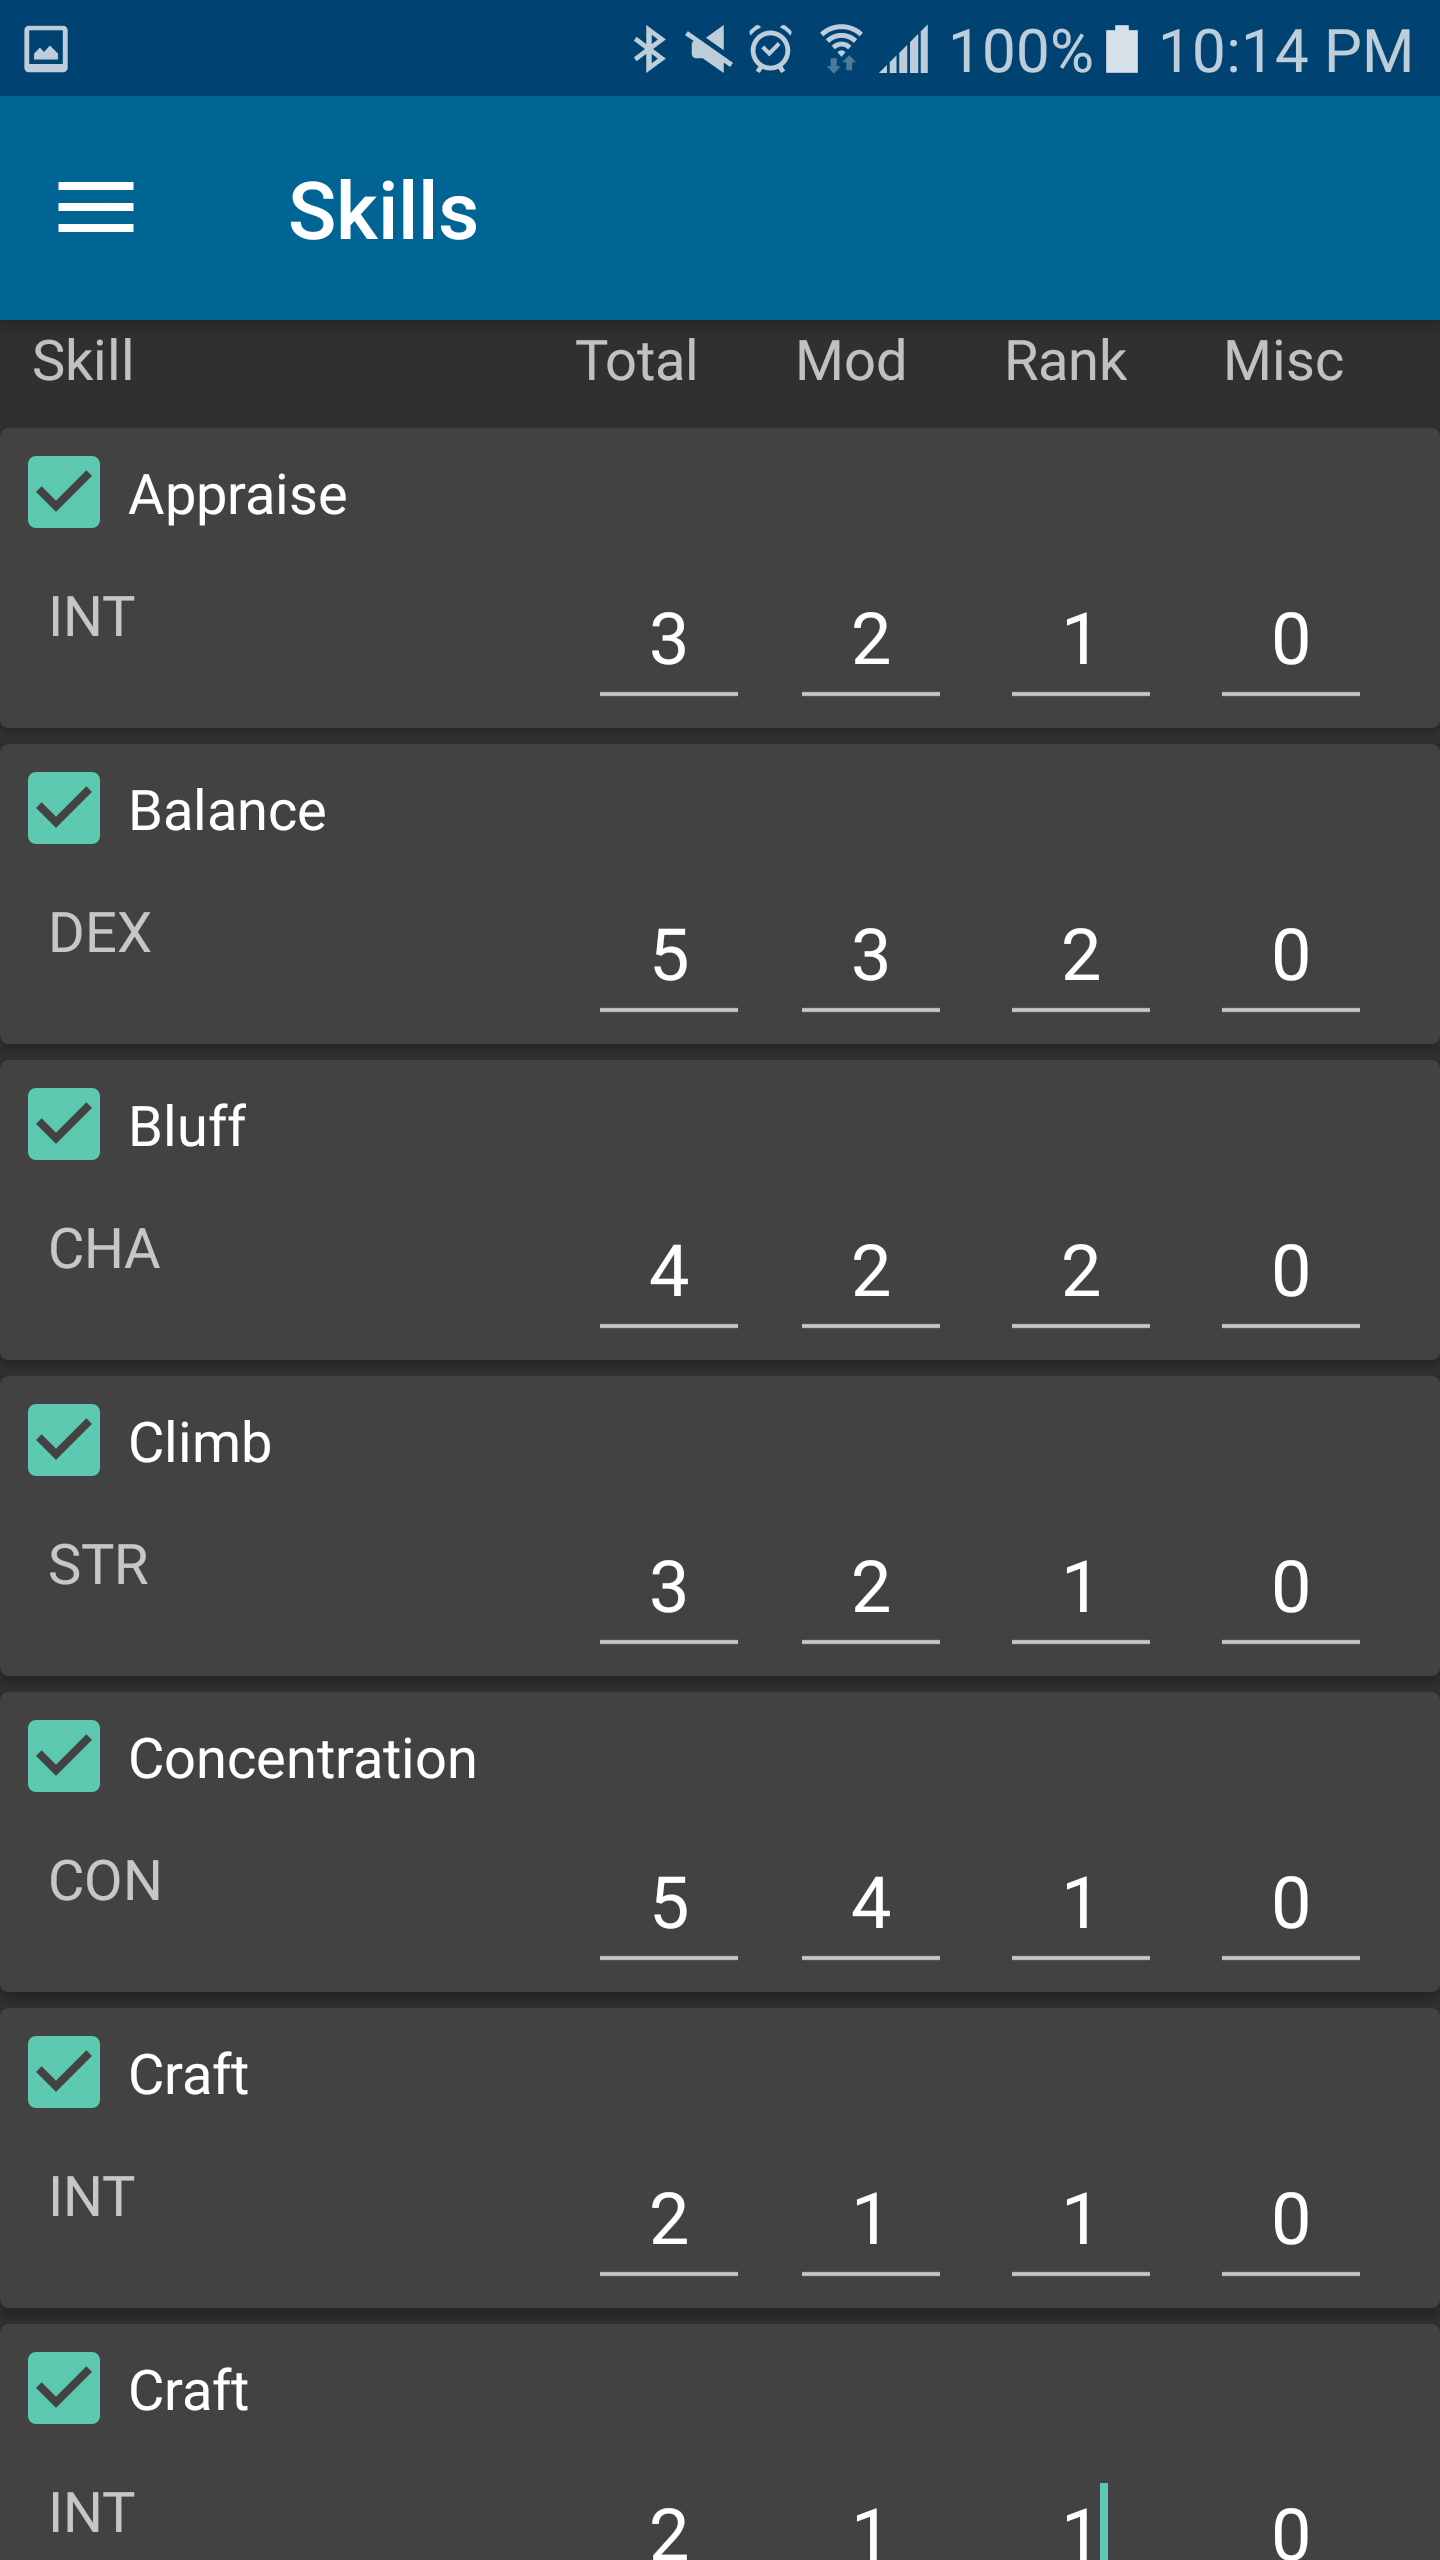 100% 10:14 PM
Skills
Skill Total Mod Rank Misc
Appraise
INT 3 2 1 0
Balance
DEX 5 3 2 0
Bluff
CHA 4 2 2 0
Climb
STR 3 2 1 0
Concentration
CON 5 4 1 0
Craft
INT 2 1 1 0
Craft
INT 2 1 1 0